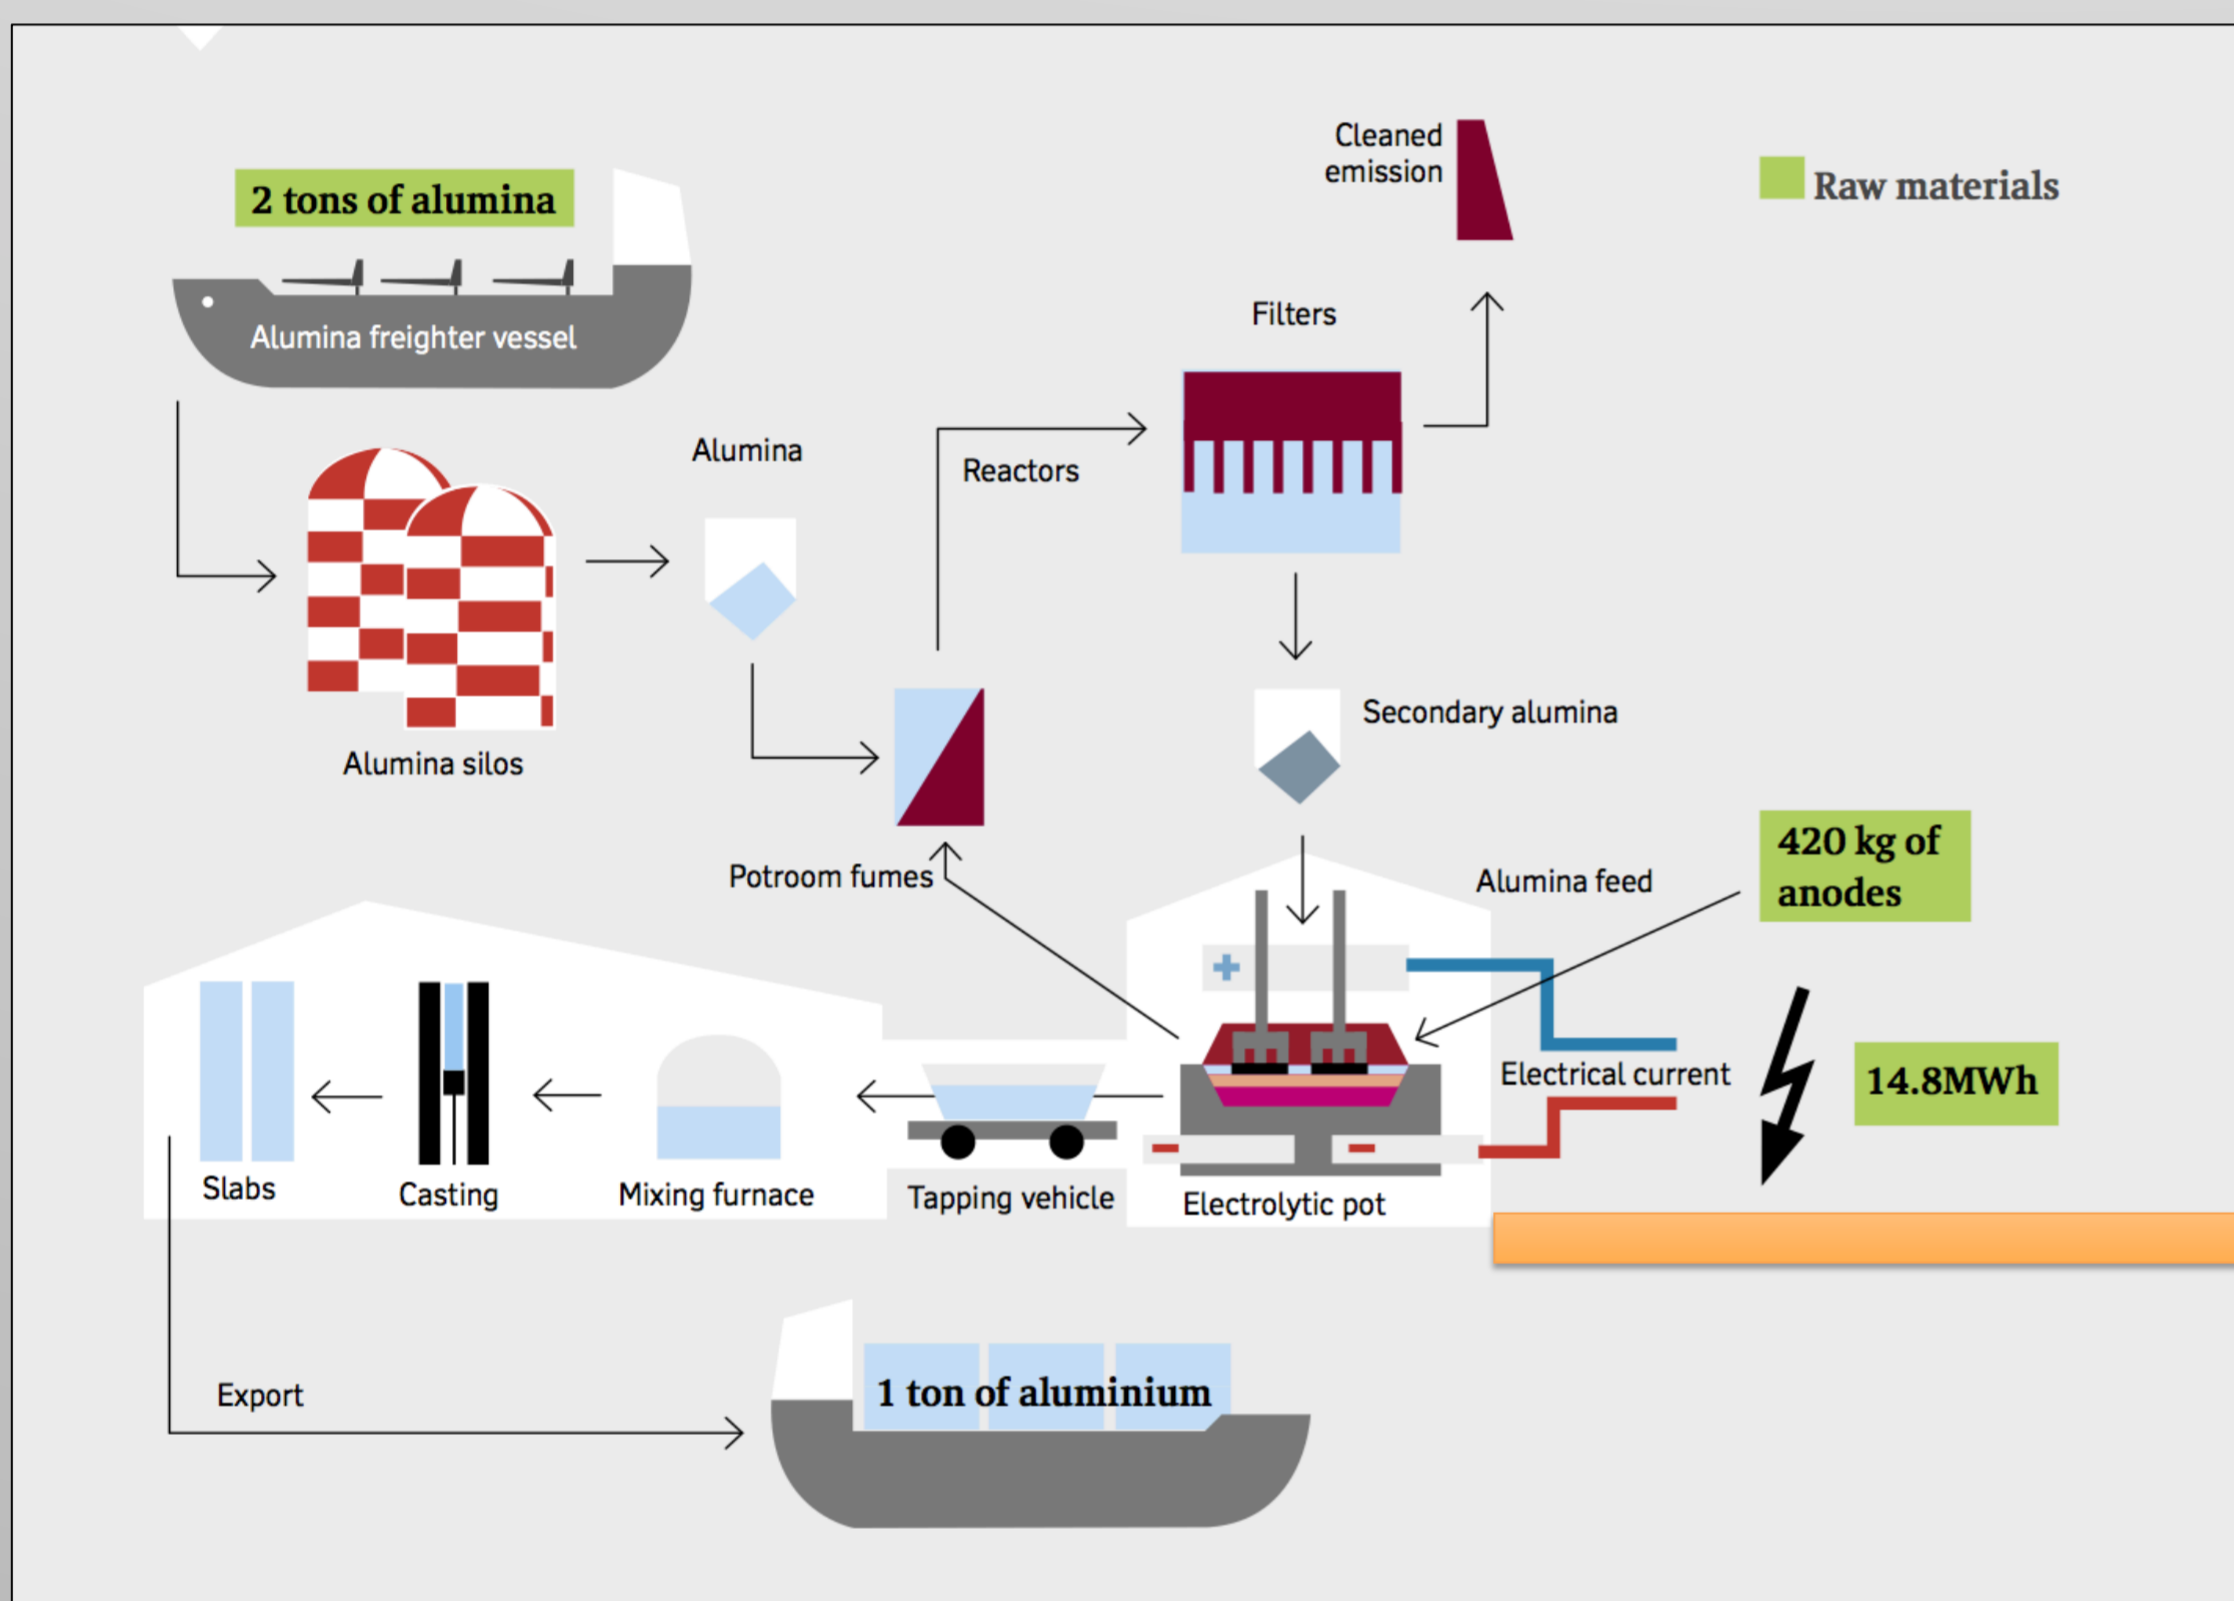 2 tons of alumina
Alumina freighter vessel
Cleaned
emission
Raw materials
Filters
Alumina
Reactors
Alumina silos
Secondary alumina
Potroom fumes
Alumina feed
420 kg of
anodes
+
Electrical current
14.8MWh
- -
Slabs
Casting
Mixing furnace
Tapping vehicle
Electrolytic pot
Export
1 ton of aluminium